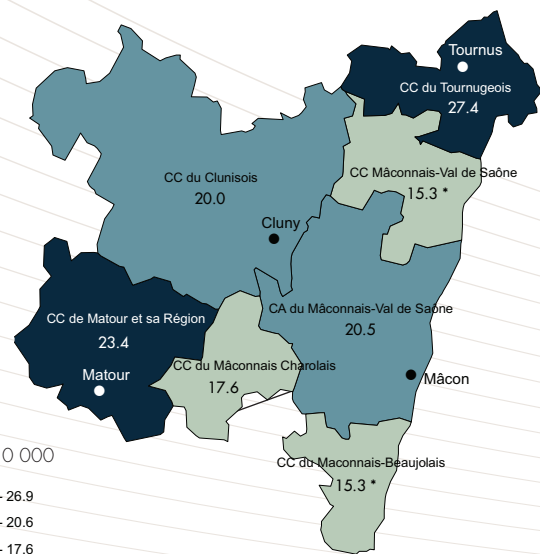 Tournus
CC du Tournugeois
27.4
CC Mâconnais-Val de Saône
15.3 *
CC du Clunisois
20.0
Cluny
CA du Mâconnais-Val de Saône
20.5
CC de Matour et sa Région
23.4
Matour
CC du Mâconnais Charolais
17.6
Mâcon
CC du Maconnais-Beaujolais
15.3 *
0 000
- 26.9
- 20.6
- 17.6